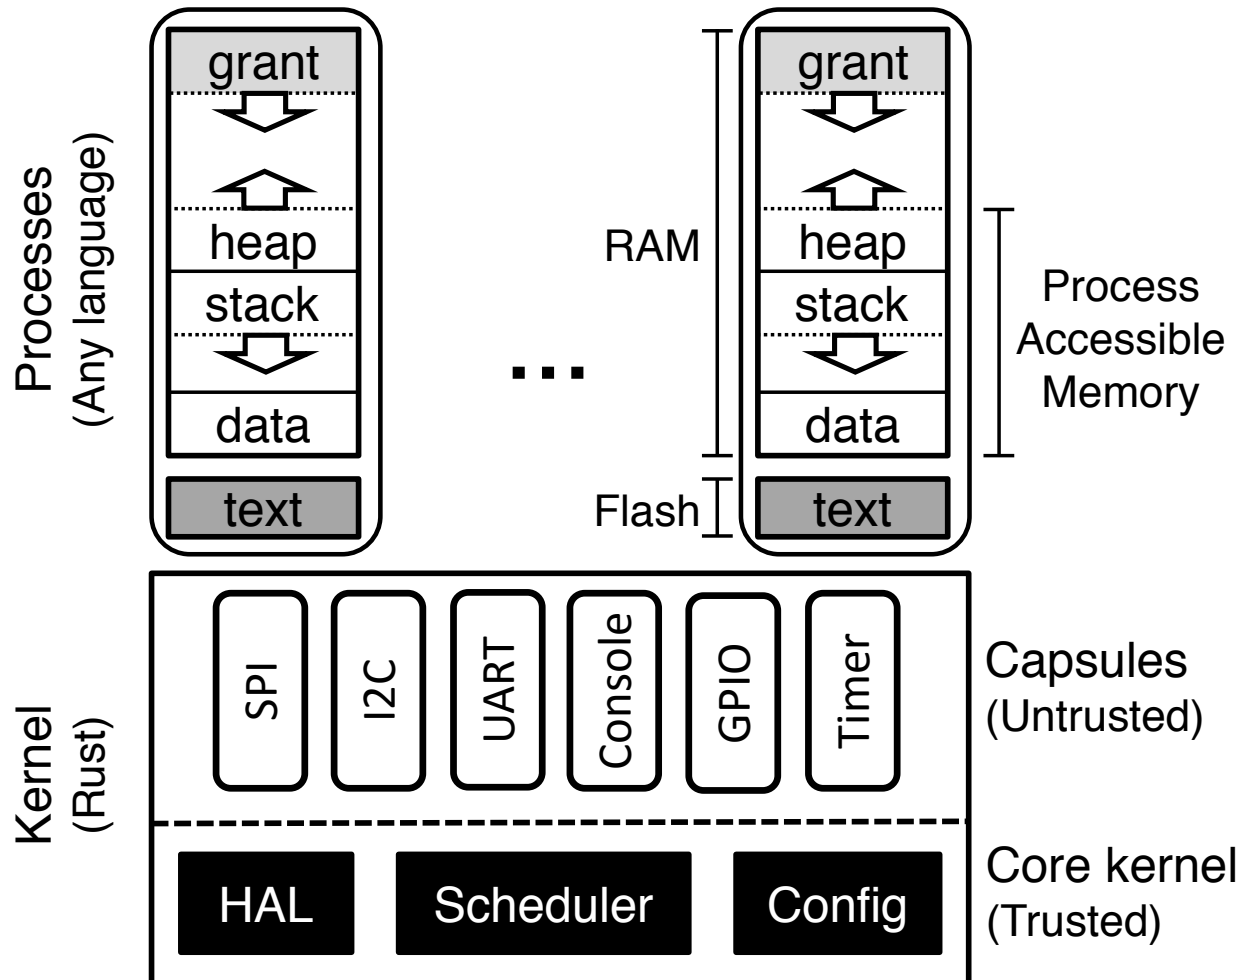 Processes
(Any language)
grant
heap
stack
data
text
...
RAM
Flash
grant
heap
stack
data
text
Process
Accessible
Memory
Kernel
(Rust)
SPI
I2C
UART
Console
GPIO
Timer
Capsules
(Untrusted)
HAL
Scheduler
Config
Core kernel
(Trusted)